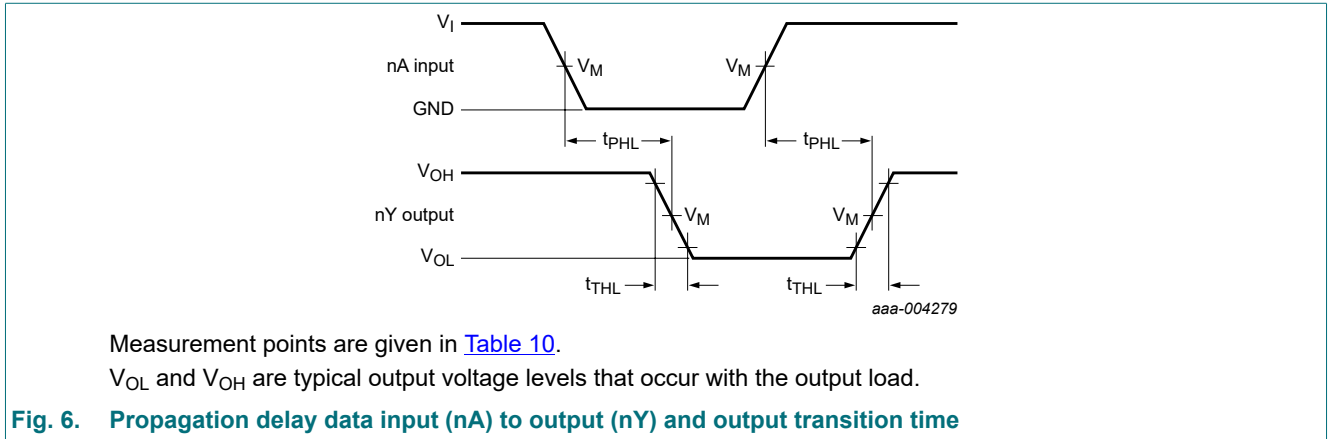 VI
nA input
VM
VM
GND
tPHL
tPHL
VOH
nY output
VM
VM
VOL
tTHL
tTHL
aaa-004279
Measurement points are given in Table 10.
VOL and VOH are typical output voltage levels that occur with the output load.
Fig. 6. Propagation delay data input (nA) to output (nY) and output transition time